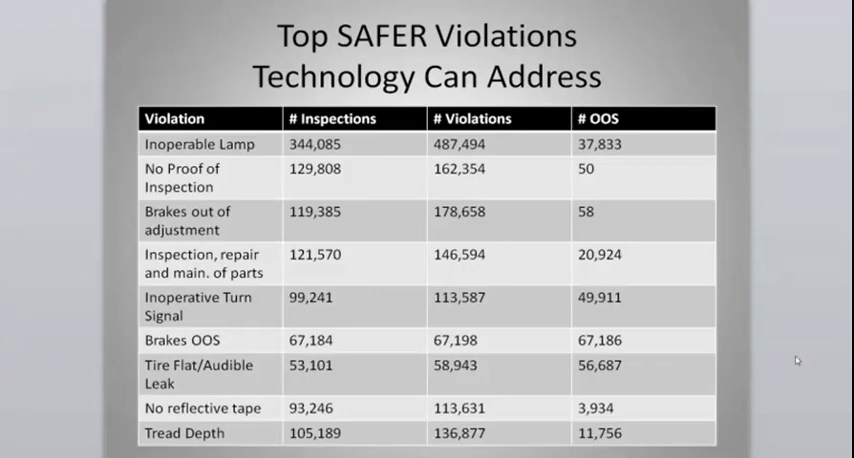 Top SAFER Violations
Technology Can Address
Violation # Inspections # Violations # OOS
Inoperable Lamp 344,085 487,494 37,833
No Proof of 129,808 162,354 50
Inspection
Brakes out of 119,385 178,658 58
adjustment
Inspection, repair 121,570 146,594 20,924
and main. of parts
Inoperative Turn 99,241 113,587 49,911
Signal
Brakes OOS 67,184 67,198 67,186
Tire Flat/Audible 53,101 58,943 56,687
Leak
No reflective tape 93,246 113,631 3,934
Tread Depth 105,189 136,877 11,756